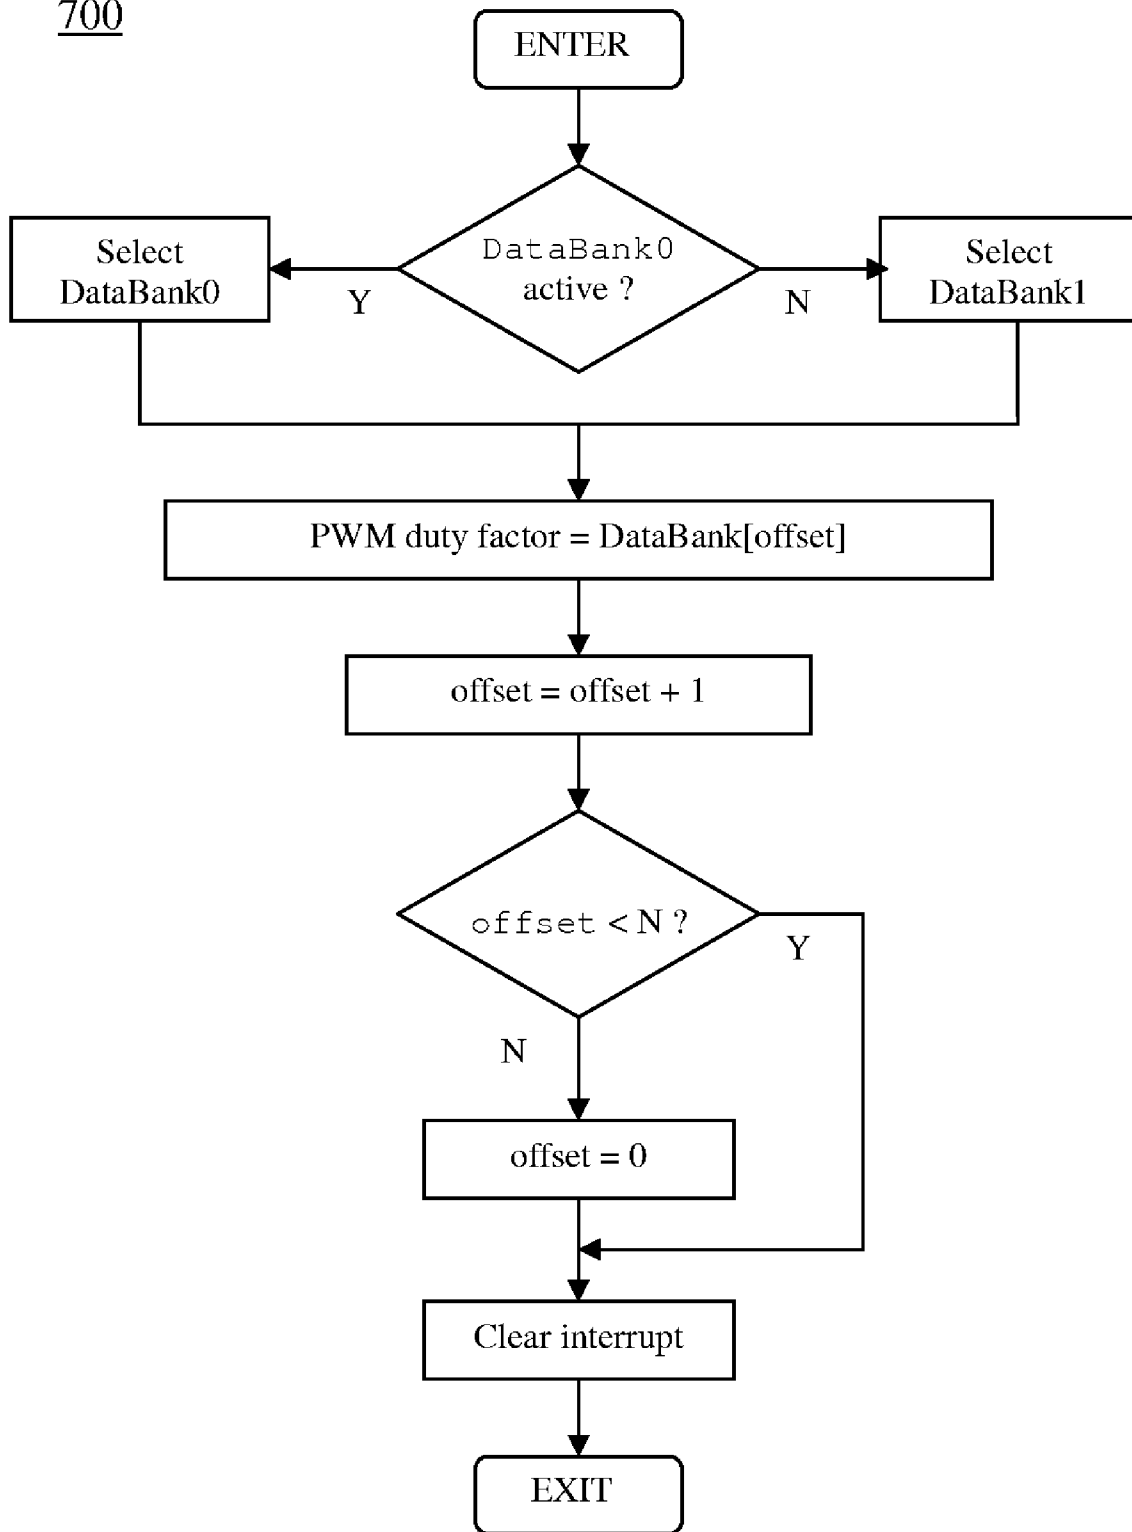 700
ENTER
DataBank0
active ?
Select
DataBank0
Y
N
Select
DataBank1
PWM duty factor = DataBank[offset]
offset = offset + 1
offset < N ?
Y
N
offset = 0
Clear interrupt
EXIT